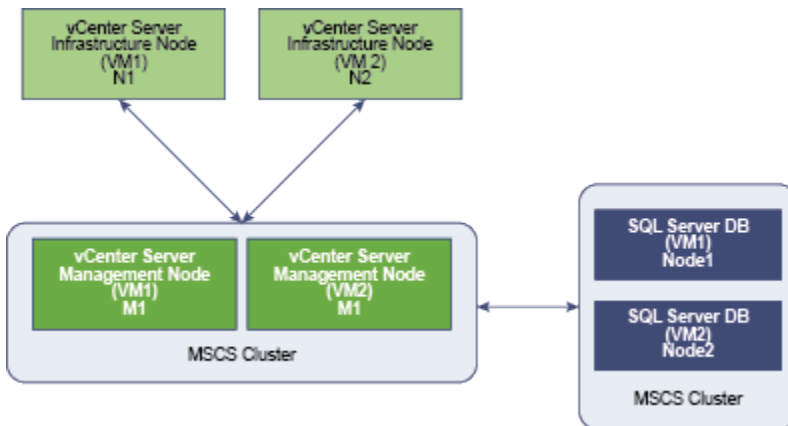 vCenter Server
Infrastructure Node
(VM1)
N1
vCenter Server
Infrastructure Node
(VM 2)
N2
vCenter Server
Management Node
(VM1)
M1
vCenter Server
Management Node
(VM2)
M1
MSCS Cluster
SQL Server DB
(VM1)
Node1
SQL Server DB
(VM2)
Node2
MSCS Cluster